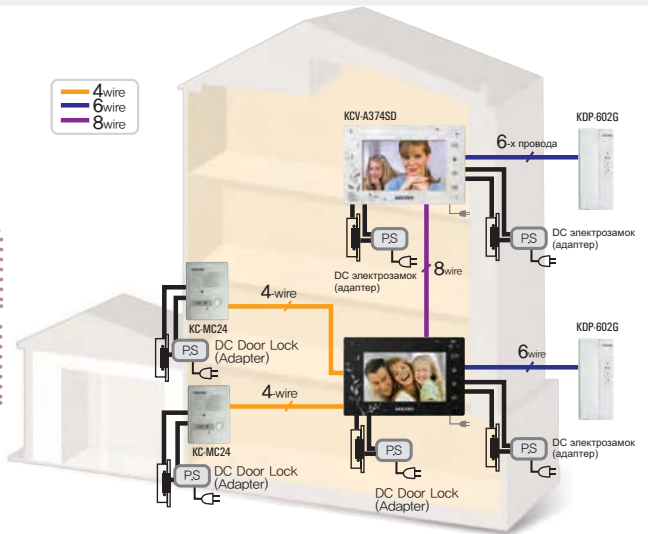 4wire
6wire
8wire
KCV-A374SD
KDP-602G
6-х провода
P.S
DC электрозамок
(адаптер)
P.S
DC электрозамок
(адаптер)
8wire
4-wire
KC-MC24
P.S
DC Door Lock
(Adapter)
KDP-602G
6wire
4-wire
KC-MC24
P.S
DC Door Lock
(Adapter)
P.S
DC Door Lock
(Adapter)
P.S
DC электрозамок
(адаптер)